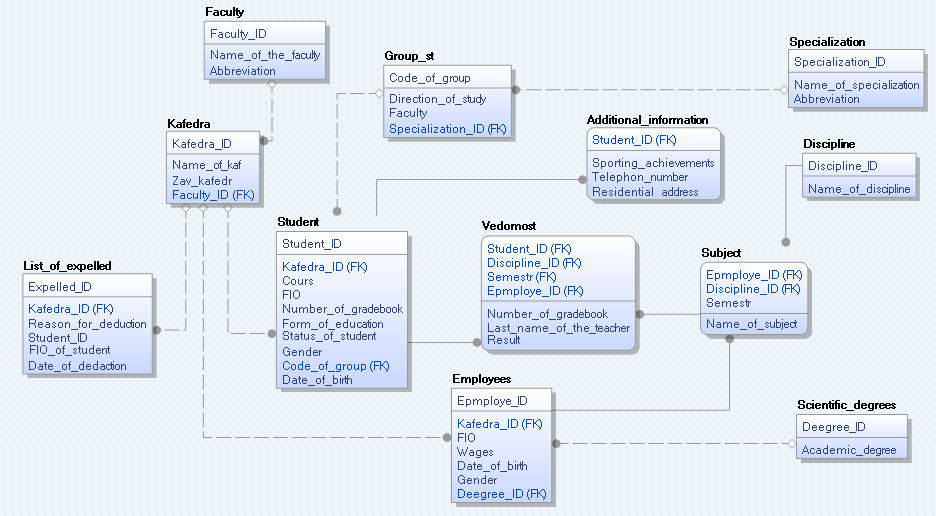 Faculty
Faculty_ID
Name_of_the_faculty
Abbreviation
Group_st
Code_of_group
Direction_of_study
Faculty
Specialization_ID (FK)
Specialization
Specialization_ID
Name_of_specialization
Abbreviation
Kafedra
Kafedra_ID
Name_of_kaf
Zav_kafedr
Faculty_ID (FK)
Additional_information
Student_ID (FK)
Sporting_achievements
Telephon_number
Residential_address
Discipline
Discipline_ID
Name_of_discipline
Student
Student_ID
Kafedra_ID (FK)
Cours
FIO
Number_of_gradebook
Form_of_education
Status_of_student
Gender
Code_of_group (FK)
Date_of_birth
Vedomost
Student_ID (FK)
Discipline_ID (FK)
Semestr (FK)
Epmploye_ID (FK)
Number_of_gradebook
Last_name_of_the_teacher
Result
Subject
Epmploye_ID (FK)
Discipline_ID (FK)
Semestr
Name_of_subject
List_of_expelled
Expelled_ID
Kafedra_ID (FK)
Reason_for_deduction
Student_ID
FIO_of_student
Date_of_dedaction
Employees
Epmploye_ID
Kafedra_ID (FK)
FIO
Wages
Date_of_birth
Gender
Deegree_ID (FK)
Scientific_degrees
Deegree_ID
Academic_degree